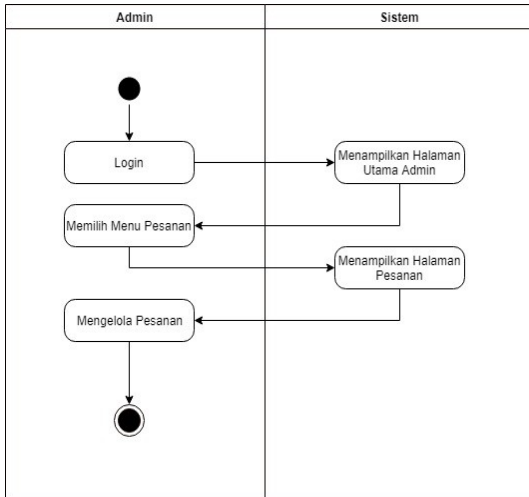 Admin
Sistem
Login
Menampilkan Halaman
Utama Admin
Memilih Menu Pesanan
Menampilkan Halaman
Pesanan
Mengelola Pesanan